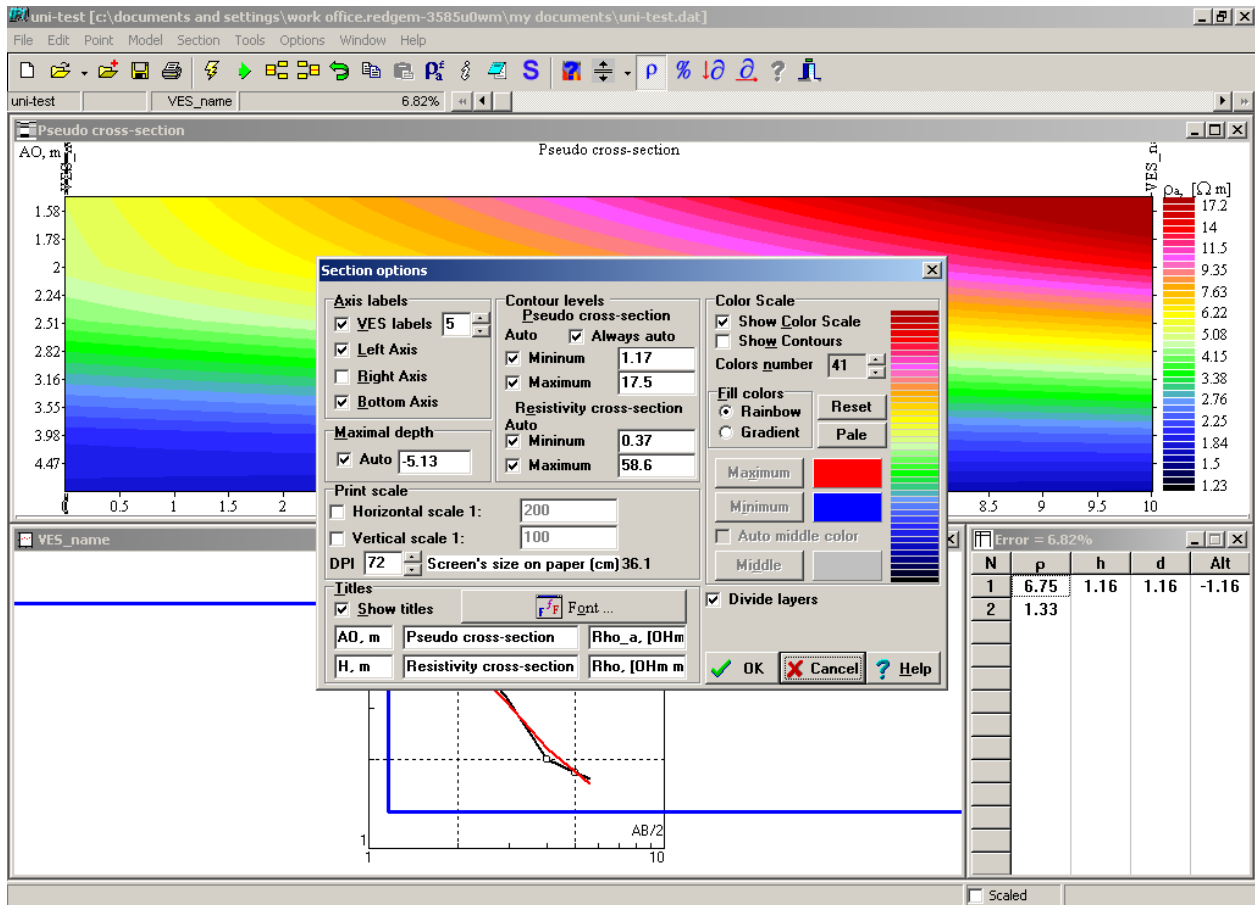 uni-test [c:\documents and settings\work office.redgem-3585u0wm\my documents\uni-test.dat]
File Edit Point Model Section Tools Options Window Help
S ρ %
uni-test VES_name 6.82%
Pseudo cross-section
AO, m Pseudo cross-section
ρa, [Ω m]
1.58
1.78
2
2.24
2.51
2.82
3.16
3.55
3.98
4.47
17.2
14
11.5
9.35
7.63
6.22
5.08
4.15
3.38
2.76
2.25
1.84
1.5
1.23
0.5 1 1.5 2 8.5 9 9.5 10
Section options
Axis labels
VES labels 5
Left Axis
Right Axis
Bottom Axis
Maximal depth
Auto -5.13
Contour levels
Pseudo cross-section
Auto Always auto
Mininum 1.17
Maximum 17.5
Resistivity cross-section
Auto
Mininum 0.37
Maximum 58.6
Print scale
Horizontal scale 1: 200
Vertical scale 1: 100
DPI 72 Screen's size on paper (cm) 36.1
Titles
Show titles Font ...
AO, m Pseudo cross-section Rho_a, [OHm
H, m Resistivity cross-section Rho, [OHm m
Color Scale
Show Color Scale
Show Contours
Colors number 41
Fill colors
Rainbow Reset
Gradient Pale
Maximum
Minimum
Auto middle color
Middle
Divide layers
OK Cancel Help
VES_name
1
AB/2
1 10
Error = 6.82%
N ρ h d Alt
1 6.75 1.16 1.16 -1.16
2 1.33
Scaled